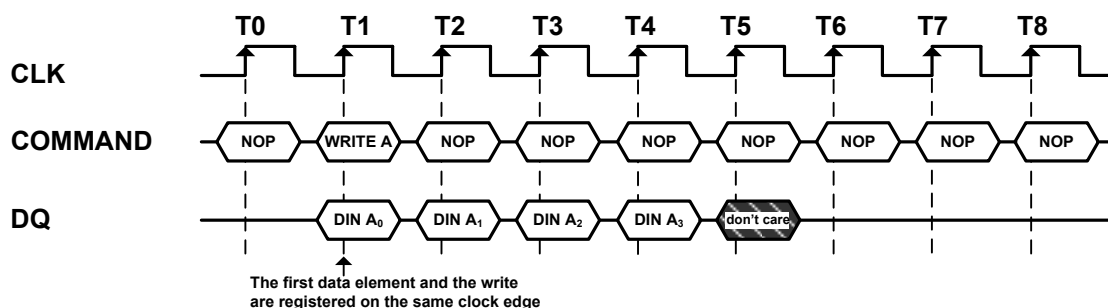 T0 T1 T2 T3 T4 T5 T6 T7 T8
CLK
COMMAND NOP WRITE A NOP NOP NOP NOP NOP NOP NOP
DQ DIN A₀ DIN A₁ DIN A₂ DIN A₃ don't care
The first data element and the write
are registered on the same clock edge